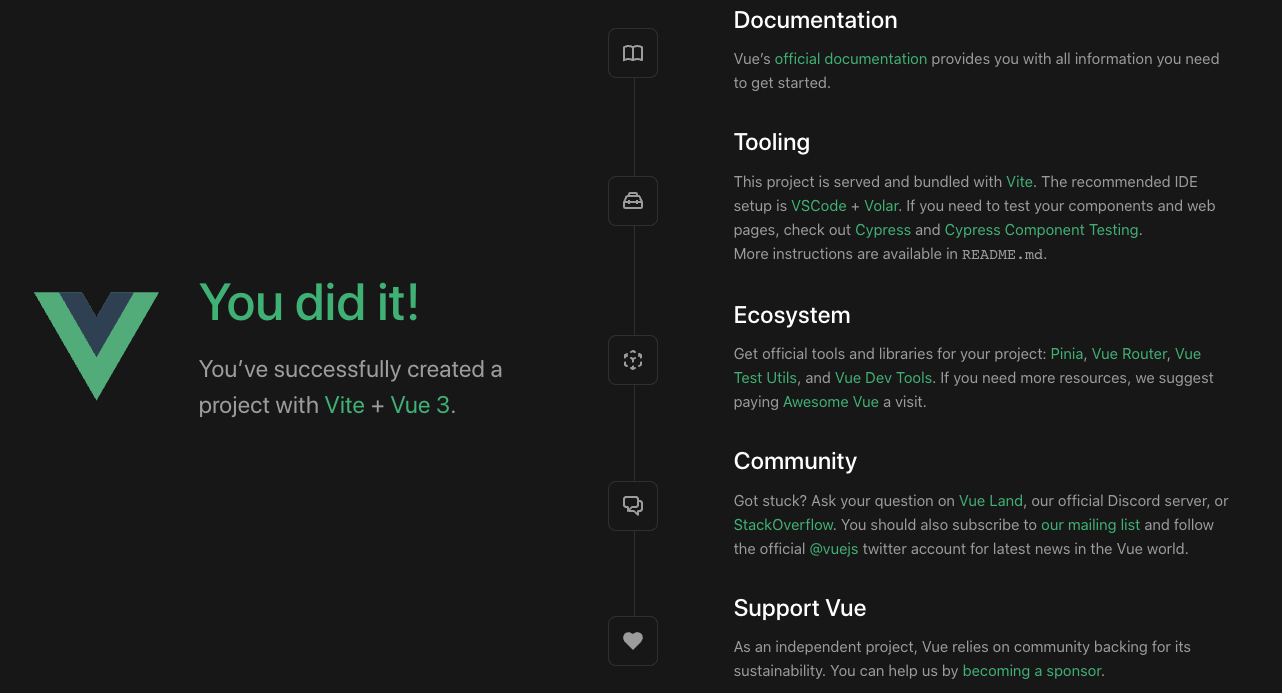 You did it!
You’ve successfully created a
project with Vite + Vue 3.
Documentation
Vue’s official documentation provides you with all information you need
to get started.
Tooling
This project is served and bundled with Vite. The recommended IDE
setup is VSCode + Volar. If you need to test your components and web
pages, check out Cypress and Cypress Component Testing.
More instructions are available in README.md.
Ecosystem
Get official tools and libraries for your project: Pinia, Vue Router, Vue
Test Utils, and Vue Dev Tools. If you need more resources, we suggest
paying Awesome Vue a visit.
Community
Got stuck? Ask your question on Vue Land, our official Discord server, or
StackOverflow. You should also subscribe to our mailing list and follow
the official @vuejs twitter account for latest news in the Vue world.
Support Vue
As an independent project, Vue relies on community backing for its
sustainability. You can help us by becoming a sponsor.